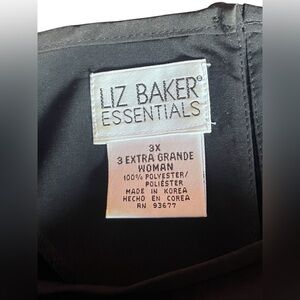 LIZ BAKER®
ESSENTIALS
3X
3 EXTRA GRANDE
WOMAN
100% POLYESTER/
POLIÉSTER
MADE IN KOREA
HECHO EN COREA
RN 93677